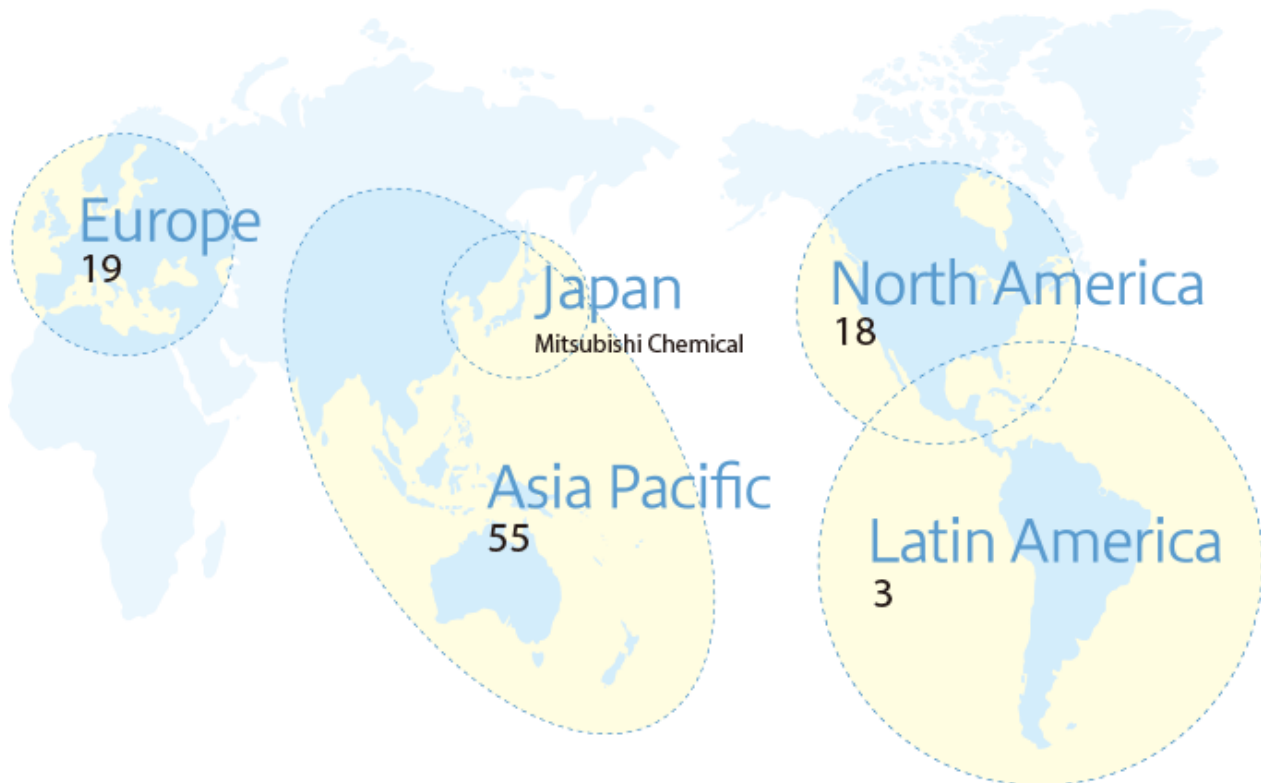 Europe
19
Japan
Mitsubishi Chemical
North America
18
Asia Pacific
55
Latin America
3